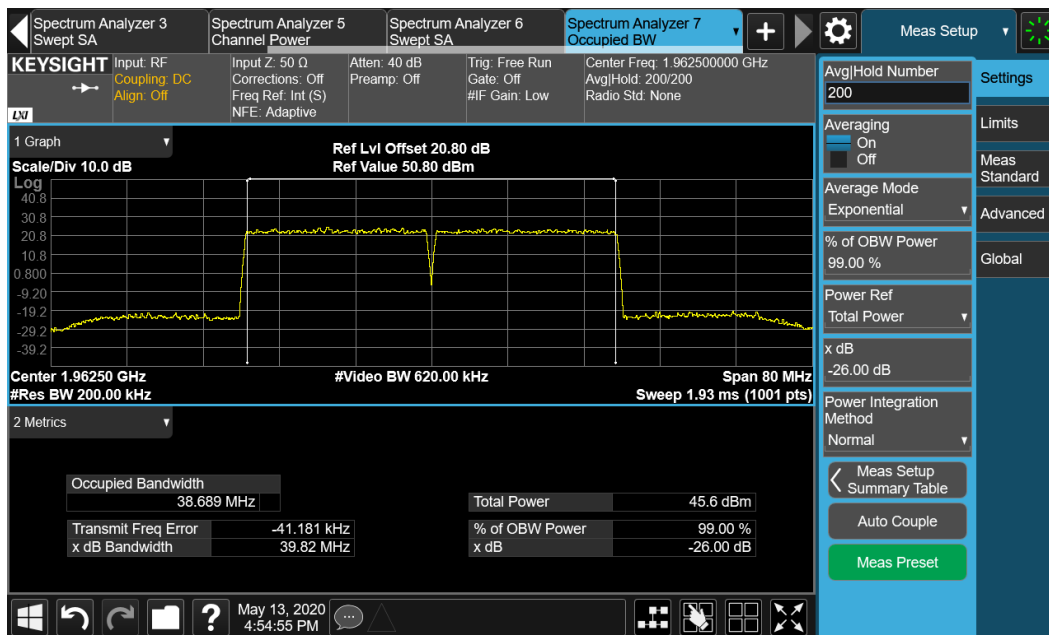 Spectrum Analyzer 3
Swept SA
Spectrum Analyzer 5
Channel Power
Spectrum Analyzer 6
Swept SA
Spectrum Analyzer 7
Occupied BW
+
Meas Setup
KEYSIGHT
LXI
Input: RF
Coupling: DC
Align: Off
Input Z: 50 Ω
Corrections: Off
Freq Ref: Int (S)
NFE: Adaptive
Atten: 40 dB
Preamp: Off
Trig: Free Run
Gate: Off
#IF Gain: Low
Center Freq: 1.962500000 GHz
Avg|Hold: 200/200
Radio Std: None
1 Graph
Scale/Div 10.0 dB
Ref Lvl Offset 20.80 dB
Ref Value 50.80 dBm
Log
40.8
30.8
20.8
10.8
0.800
-9.20
-19.2
-29.2
-39.2
Center 1.96250 GHz
#Video BW 620.00 kHz
Span 80 MHz
#Res BW 200.00 kHz
Sweep 1.93 ms (1001 pts)
2 Metrics
Occupied Bandwidth
38.689 MHz
Transmit Freq Error -41.181 kHz
x dB Bandwidth 39.82 MHz
Total Power 45.6 dBm
% of OBW Power 99.00 %
x dB -26.00 dB
Avg|Hold Number
200
Averaging
On
Off
Average Mode
Exponential
% of OBW Power
99.00 %
Power Ref
Total Power
x dB
-26.00 dB
Power Integration
Method
Normal
Meas Setup
Summary Table
Auto Couple
Meas Preset
Settings
Limits
Meas
Standard
Advanced
Global
?
May 13, 2020
4:54:55 PM